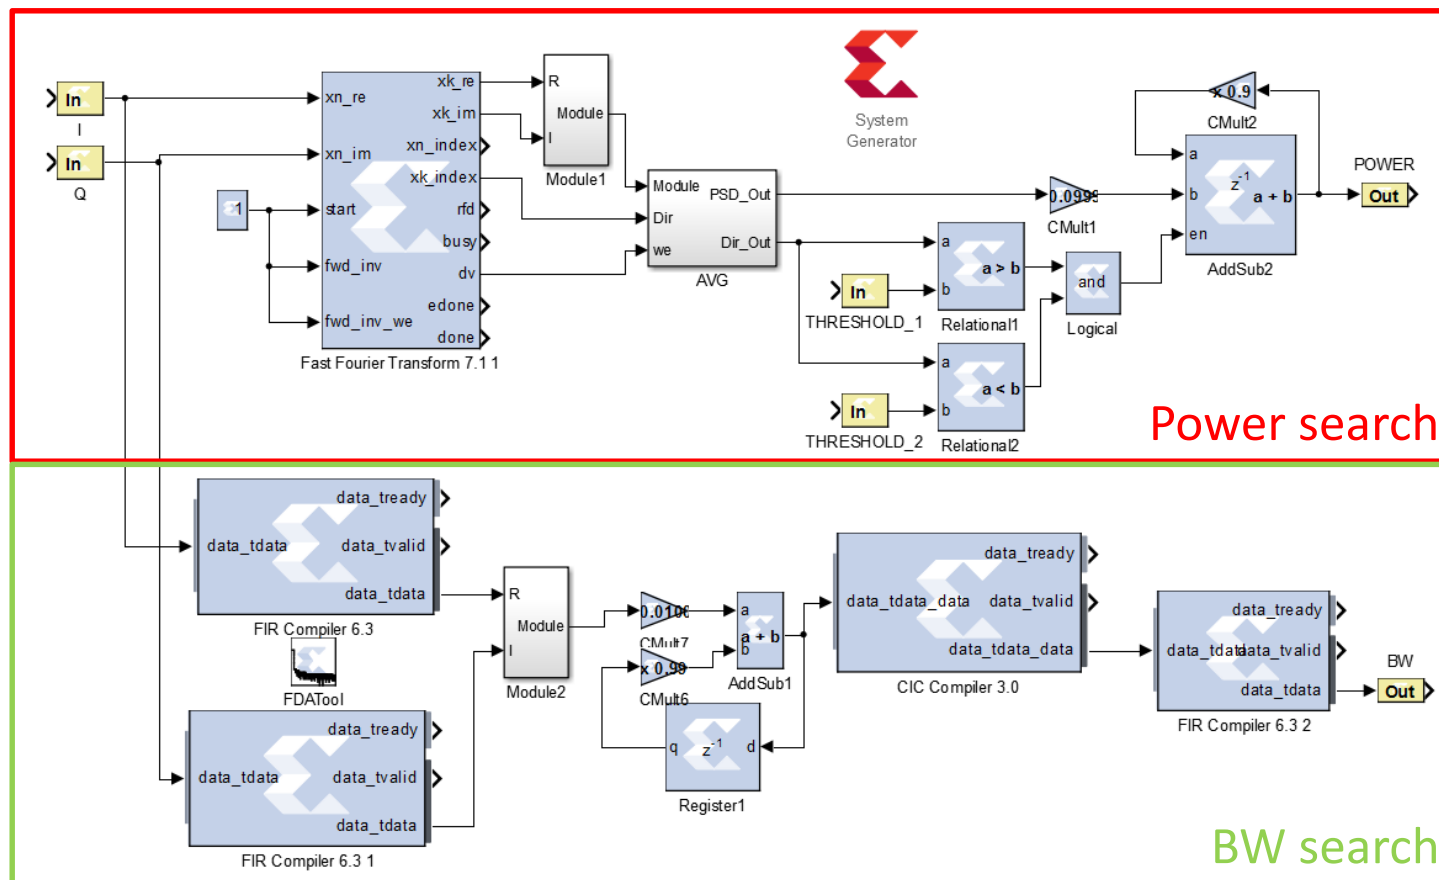 In
I
In
Q
1
xn_re
xn_im
start
fwd_inv
fwd_inv_we
xk_re
xk_im
xn_index
xk_index
rfd
busy
dv
edone
done
Fast Fourier Transform 7.1 1
R
I
Module
Module1
Module
Dir
we
PSD_Out
Dir_Out
AVG
System
Generator
0.0999
CMult1
x 0.9
CMult2
a
b
en
z-1
a + b
AddSub2
POWER
Out
In
THRESHOLD_1
a
b
a > b
Relational1
and
Logical
In
THRESHOLD_2
a
b
a < b
Relational2
Power search
data_tdata
data_tready
data_tvalid
data_tdata
FIR Compiler 6.3
FDATool
data_tdata
data_tready
data_tvalid
data_tdata
FIR Compiler 6.3 1
R
I
Module
Module2
0.0100
CMult7
x 0.99
CMult6
a
b
a + b
AddSub1
q
z-1
d
Register1
data_tdata_data
data_tready
data_tvalid
data_tdata_data
CIC Compiler 3.0
data_tdata
data_tready
data_tvalid
data_tdata
FIR Compiler 6.3 2
BW
Out
BW search